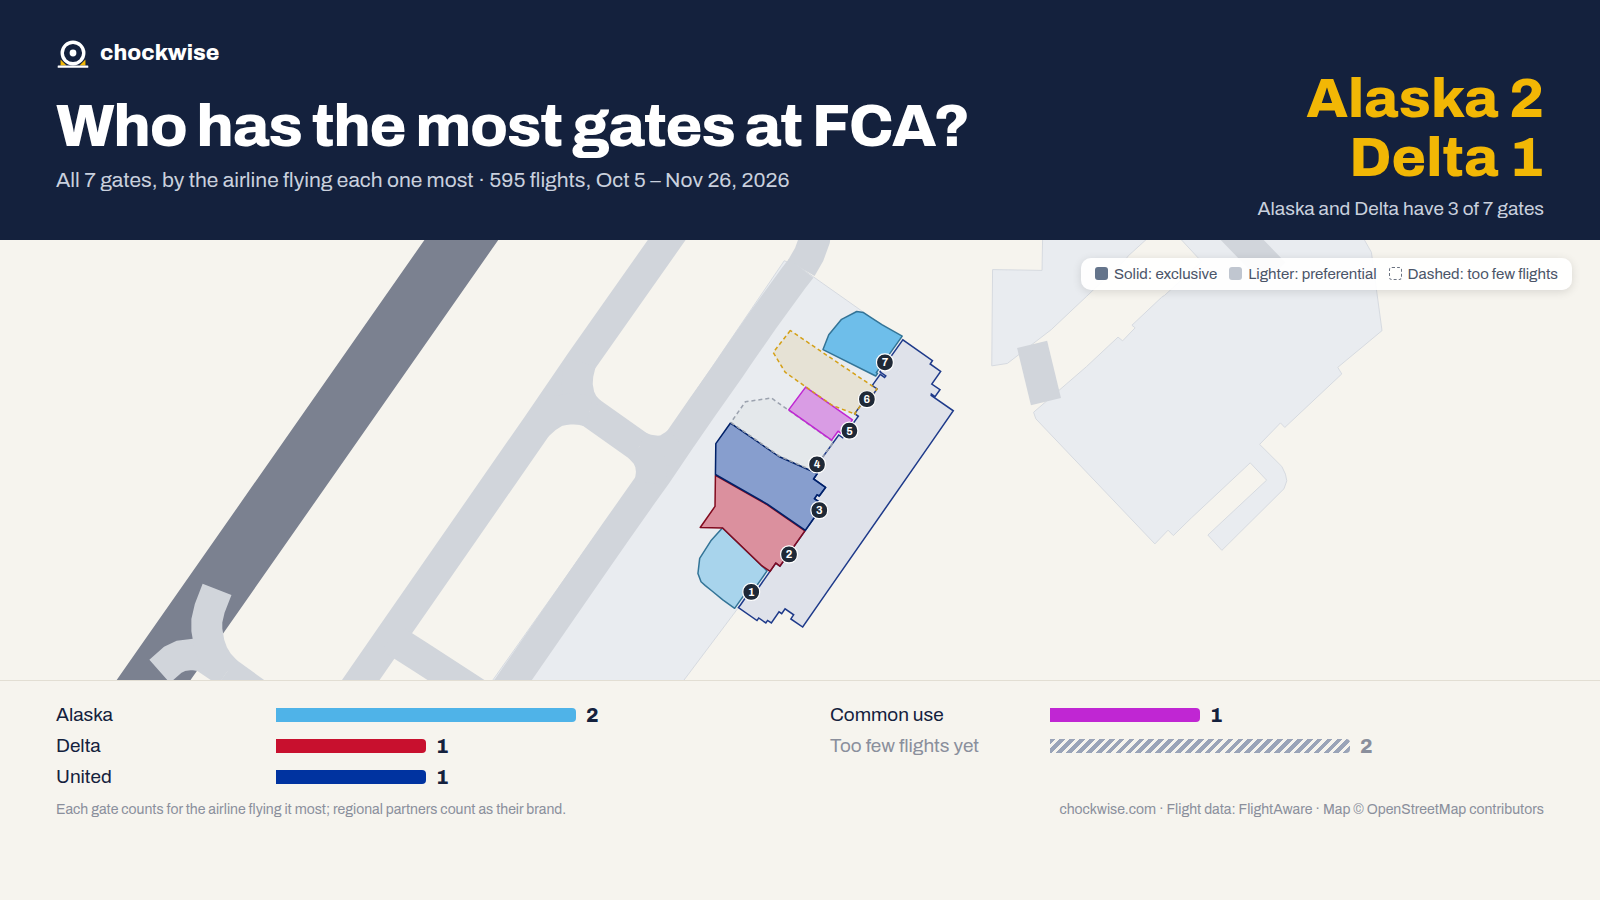 chockwise
Who has the most gates at FCA?
All 7 gates, by the airline flying each one most · 595 flights, Oct 5 – Nov 26, 2026
Alaska 2
Delta 1
Alaska and Delta have 3 of 7 gates
Solid: exclusive Lighter: preferential Dashed: too few flights
7
6
5
4
3
2
1
Alaska 2
Delta 1
United 1
Common use 1
Too few flights yet 2
Each gate counts for the airline flying it most; regional partners count as their brand.
chockwise.com · Flight data: FlightAware · Map © OpenStreetMap contributors